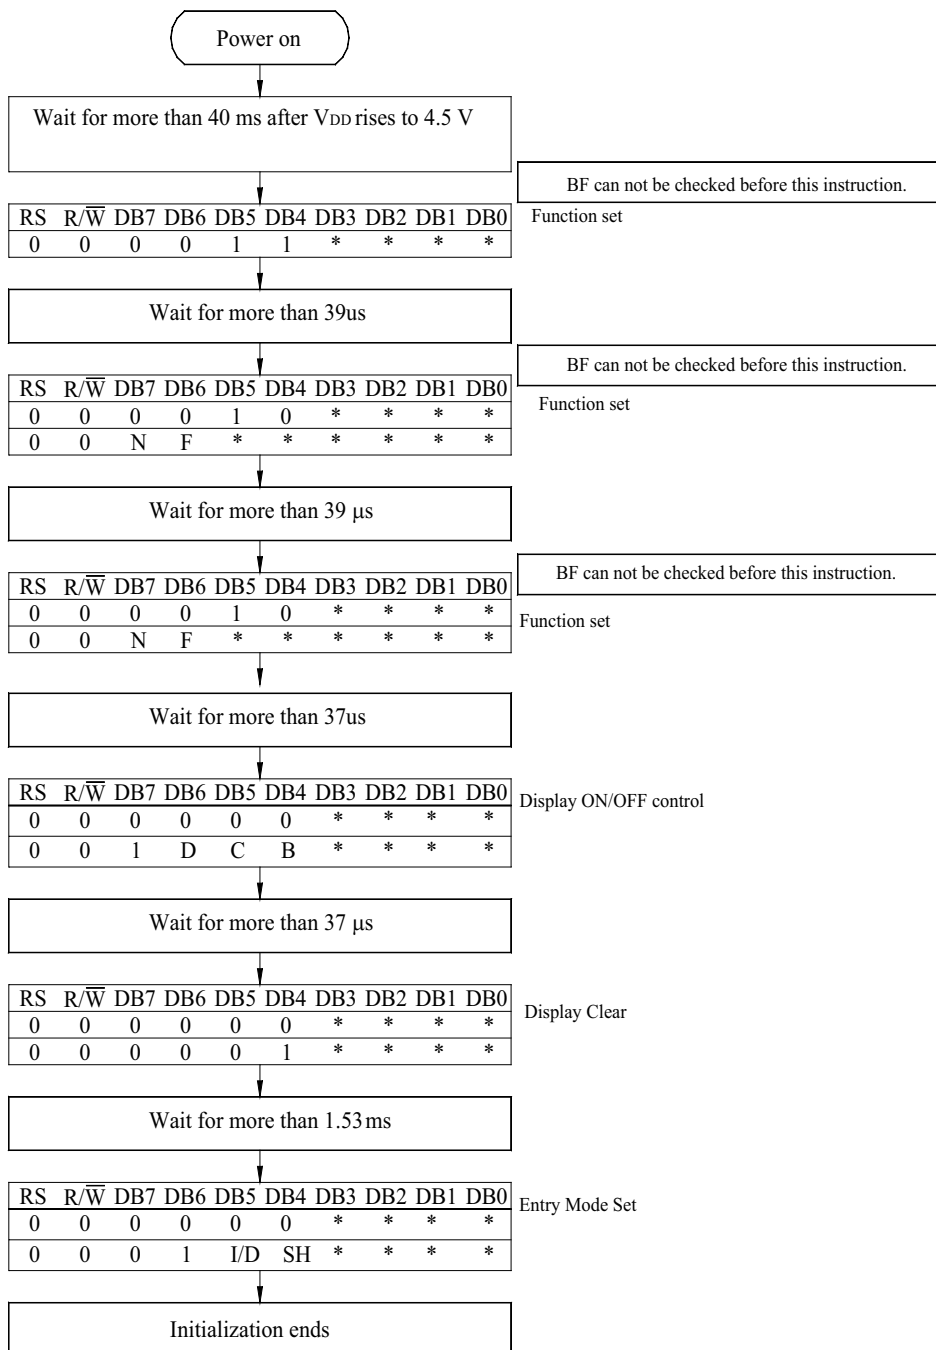 Power on
Wait for more than 40 ms after VDD rises to 4.5 V
BF can not be checked before this instruction.
RS R/W̅ DB7 DB6 DB5 DB4 DB3 DB2 DB1 DB0
Function set
0 0 0 0 1 1 * * * *
Wait for more than 39us
BF can not be checked before this instruction.
RS R/W̅ DB7 DB6 DB5 DB4 DB3 DB2 DB1 DB0
Function set
0 0 0 0 1 0 * * * *
0 0 N F * * * * * *
Wait for more than 39 μs
BF can not be checked before this instruction.
RS R/W̅ DB7 DB6 DB5 DB4 DB3 DB2 DB1 DB0
0 0 0 0 1 0 * * * *
Function set
0 0 N F * * * * * *
Wait for more than 37us
RS R/W̅ DB7 DB6 DB5 DB4 DB3 DB2 DB1 DB0
Display ON/OFF control
0 0 0 0 0 0 * * * *
0 0 1 D C B * * * *
Wait for more than 37 μs
RS R/W̅ DB7 DB6 DB5 DB4 DB3 DB2 DB1 DB0
Display Clear
0 0 0 0 0 0 * * * *
0 0 0 0 0 1 * * * *
Wait for more than 1.53ms
RS R/W̅ DB7 DB6 DB5 DB4 DB3 DB2 DB1 DB0
Entry Mode Set
0 0 0 0 0 0 * * * *
0 0 0 1 I/D SH * * * *
Initialization ends